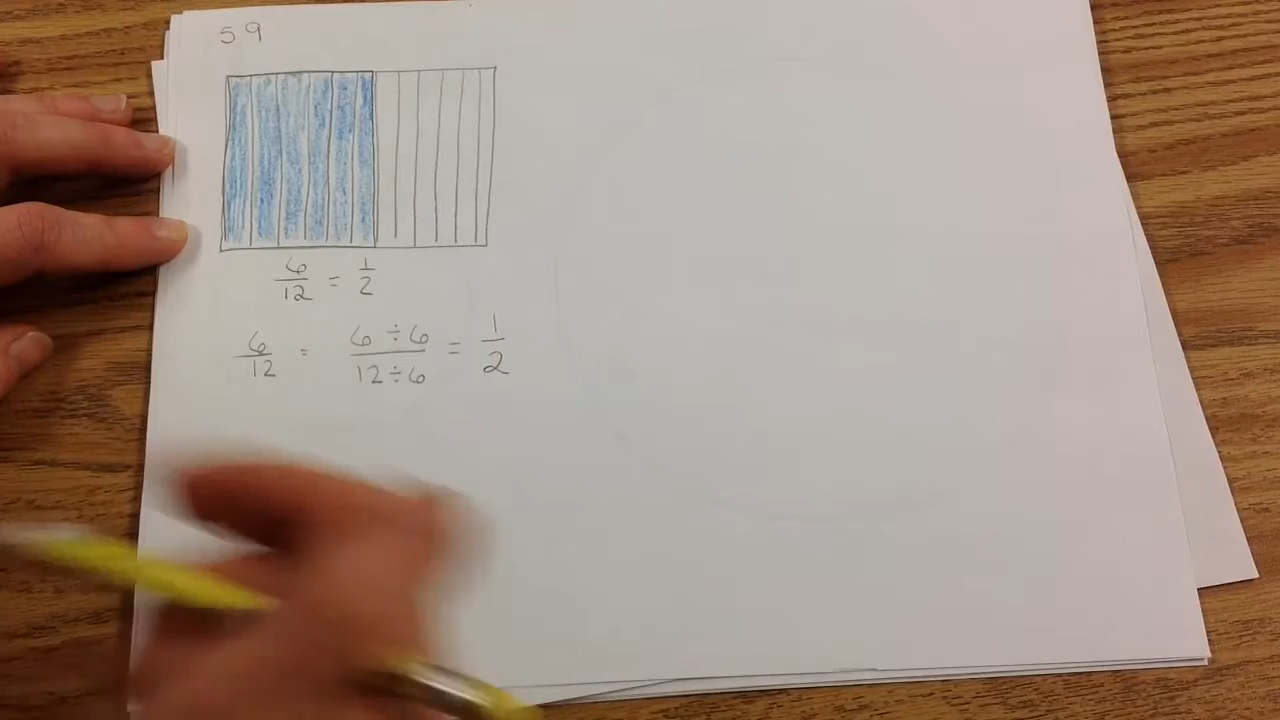 59
6/12 = 1/2
6/12 = 6 ÷ 6/12 ÷ 6 = 1/2